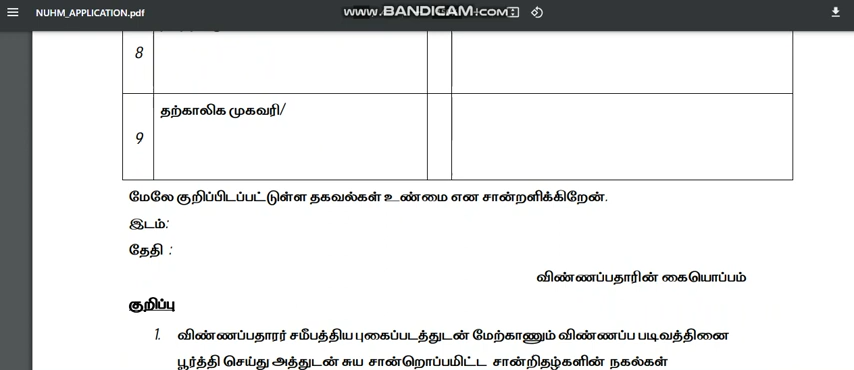 NUHM_APPLICATION.pdf
www.BANDICAM.com
8
9 தற்காலிக முகவரி/
மேலே குறிப்பிடப்பட்டுள்ள தகவல்கள் உண்மை என சான்றளிக்கிறேன்.
இடம்:
தேதி :
விண்ணப்பதாரின் கையொப்பம்
குறிப்பு
1. விண்ணப்பதாரர் சமீபத்திய புகைப்படத்துடன் மேற்காணும் விண்ணப்ப படிவத்தினை
பூர்த்தி செய்து அத்துடன் சுய சான்றொப்பமிட்ட சான்றிதழ்களின் நகல்கள்